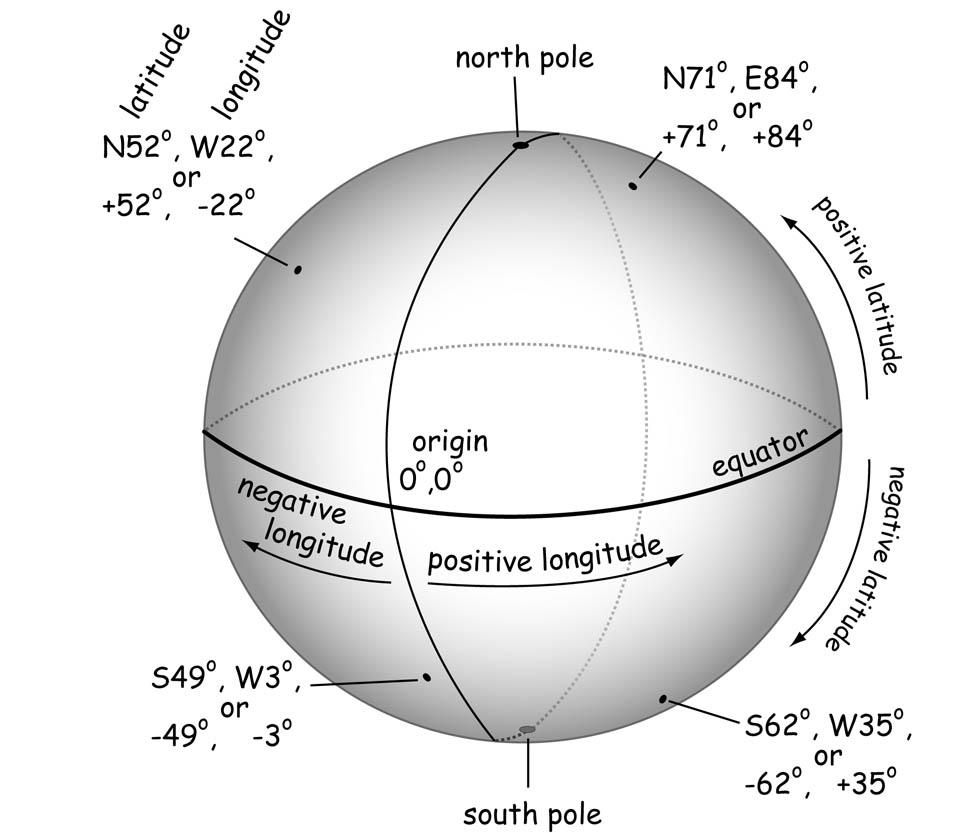 latitude
longitude
N52°, W22°,
or
+52°, -22°
north pole
N71°, E84°,
or
+71°, +84°
positive latitude
origin
0°,0°
equator
negative
longitude
positive longitude
negative latitude
S49°, W3°,
or
-49°, -3°
S62°, W35°,
or
-62°, +35°
south pole